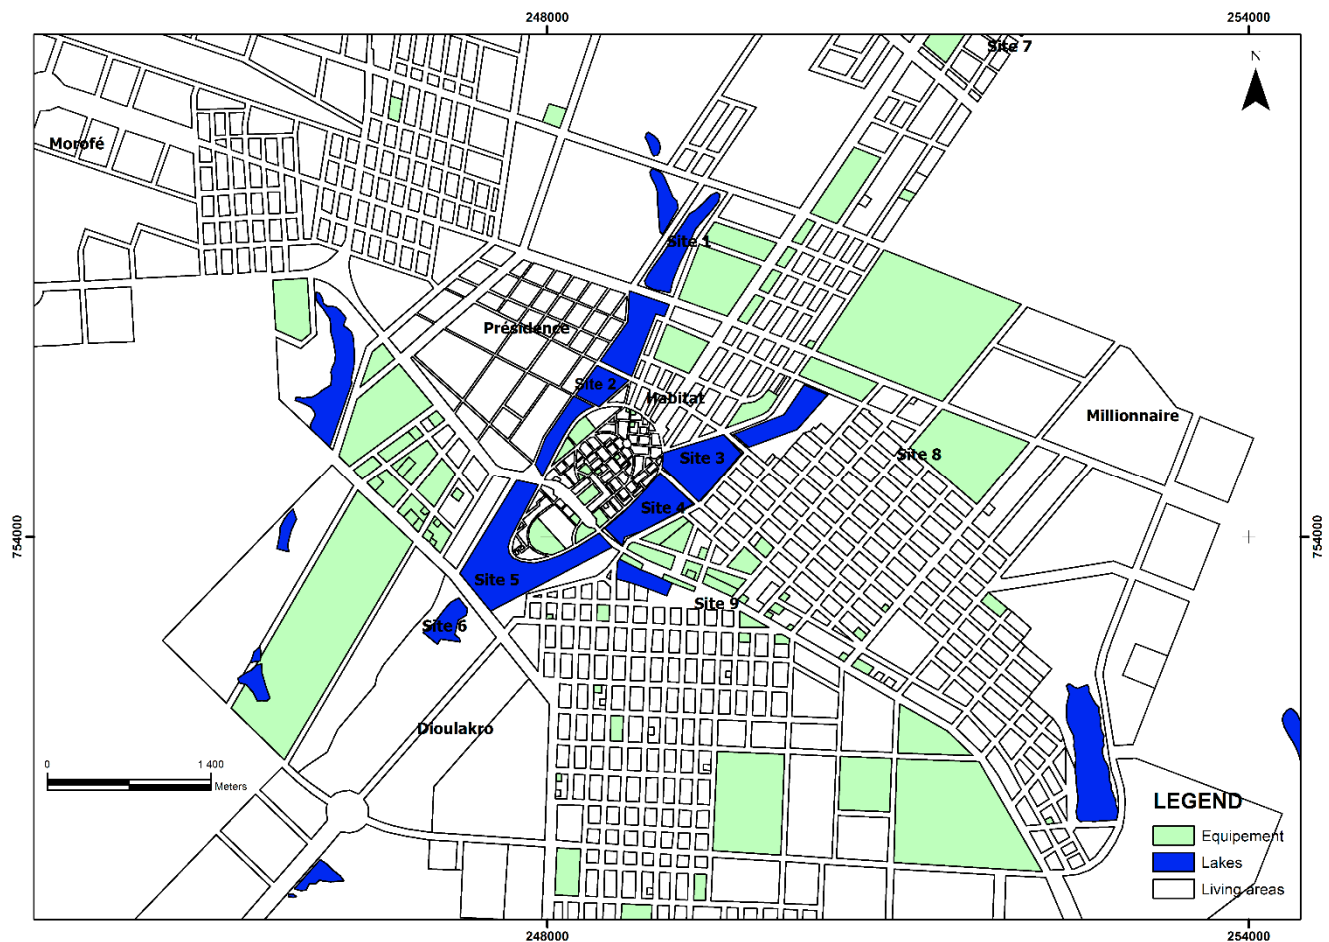 248000
254000
Site 7
N
Morofé
Site 1
Présidence
Site 2
Habitat
Millionnaire
Site 3
Site 8
Site 4
754000
754000
Site 5
Site 9
Site 6
Dioulakro
0
1 400
Meters
LEGEND
Equipement
Lakes
Living areas
248000
254000